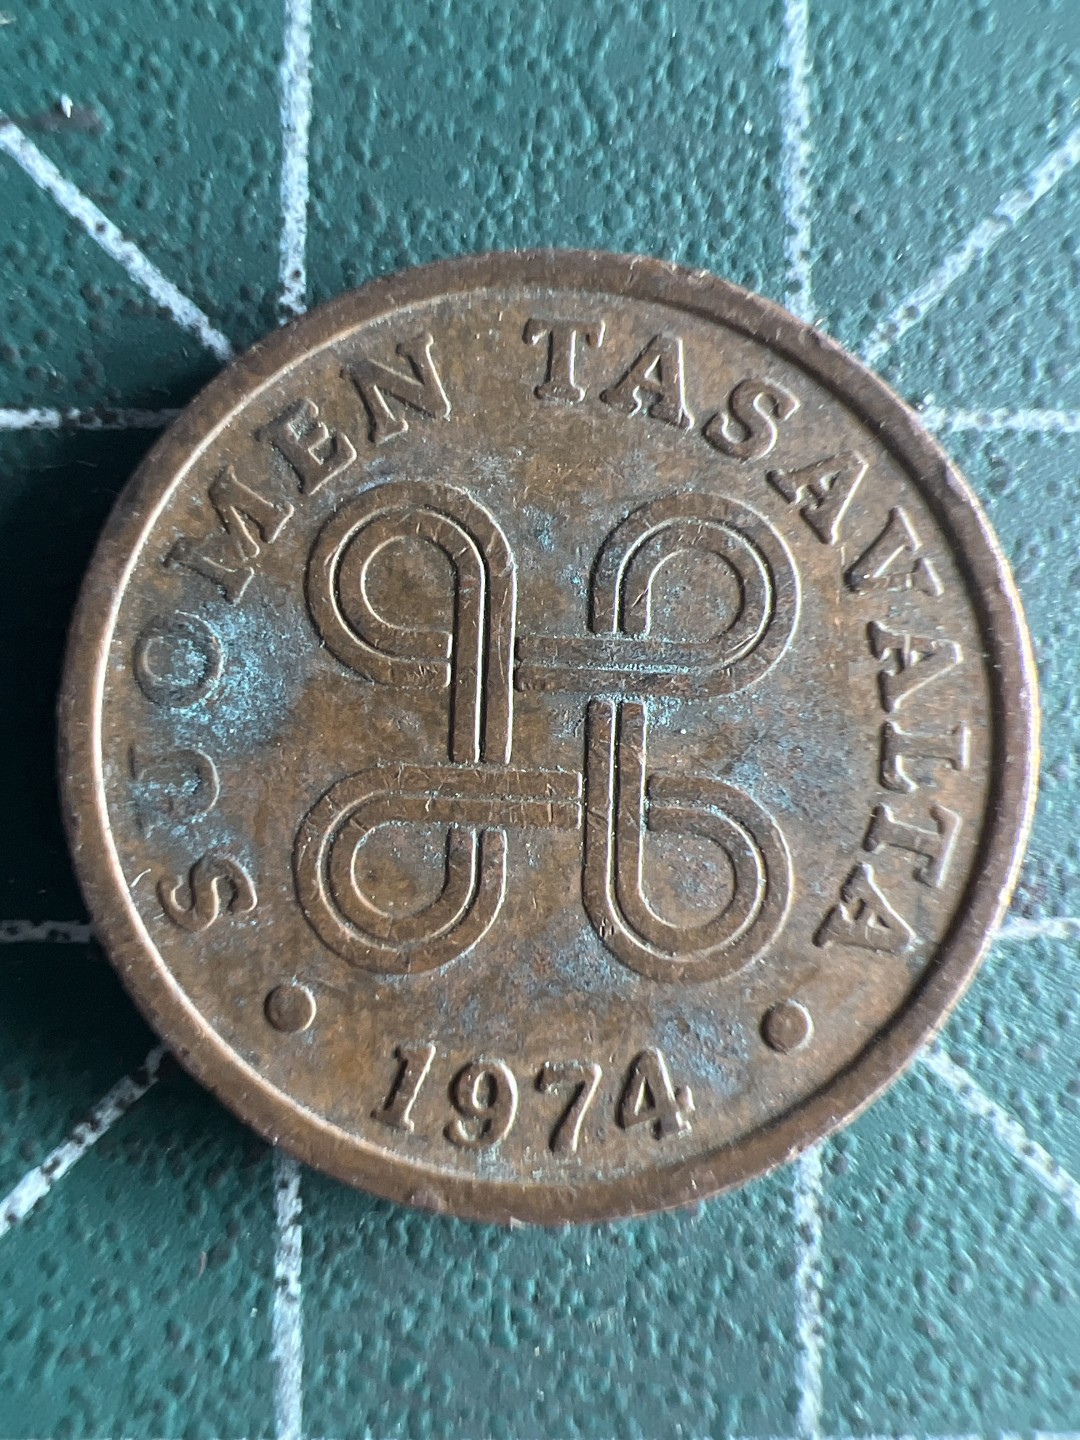 SUOMEN TASAVALTA
• 1974 •